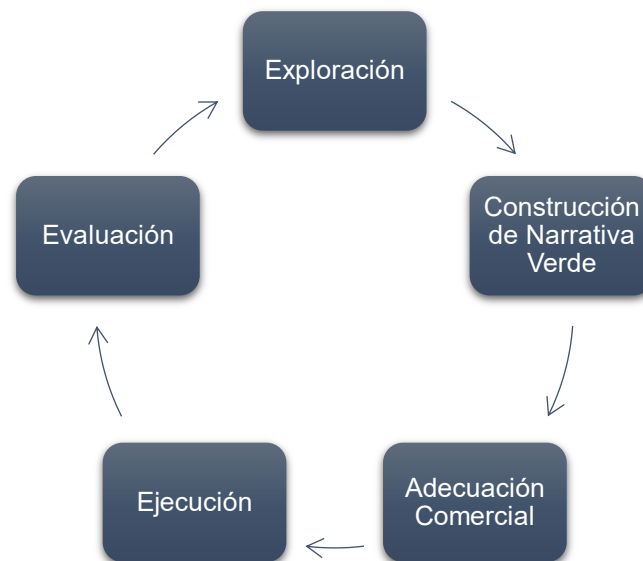 Exploración
Construcción
de Narrativa
Verde
Adecuación
Comercial
Ejecución
Evaluación